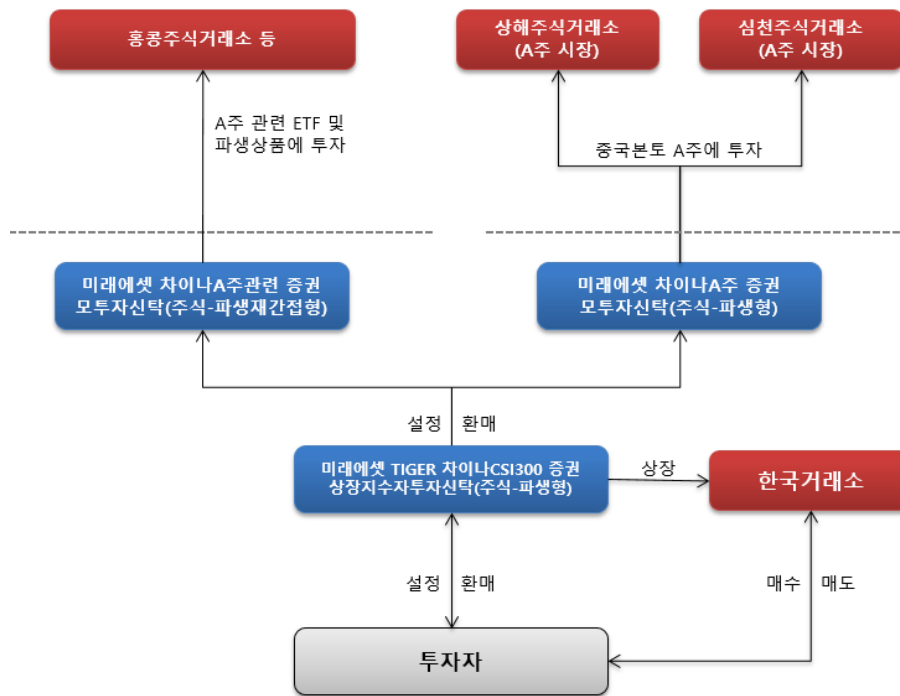 홍콩주식거래소 등
상해주식거래소
(A주 시장)
심천주식거래소
(A주 시장)
A주 관련 ETF 및
파생상품에 투자
중국본토 A주에 투자
미래에셋 차이나A주관련 증권
모투자신탁(주식-파생재간접형)
미래에셋 차이나A주 증권
모투자신탁(주식-파생형)
설정 환매
미래에셋 TIGER 차이나CSI300 증권
상장지수자투자신탁(주식-파생형)
상장
한국거래소
설정 환매
매수 매도
투자자